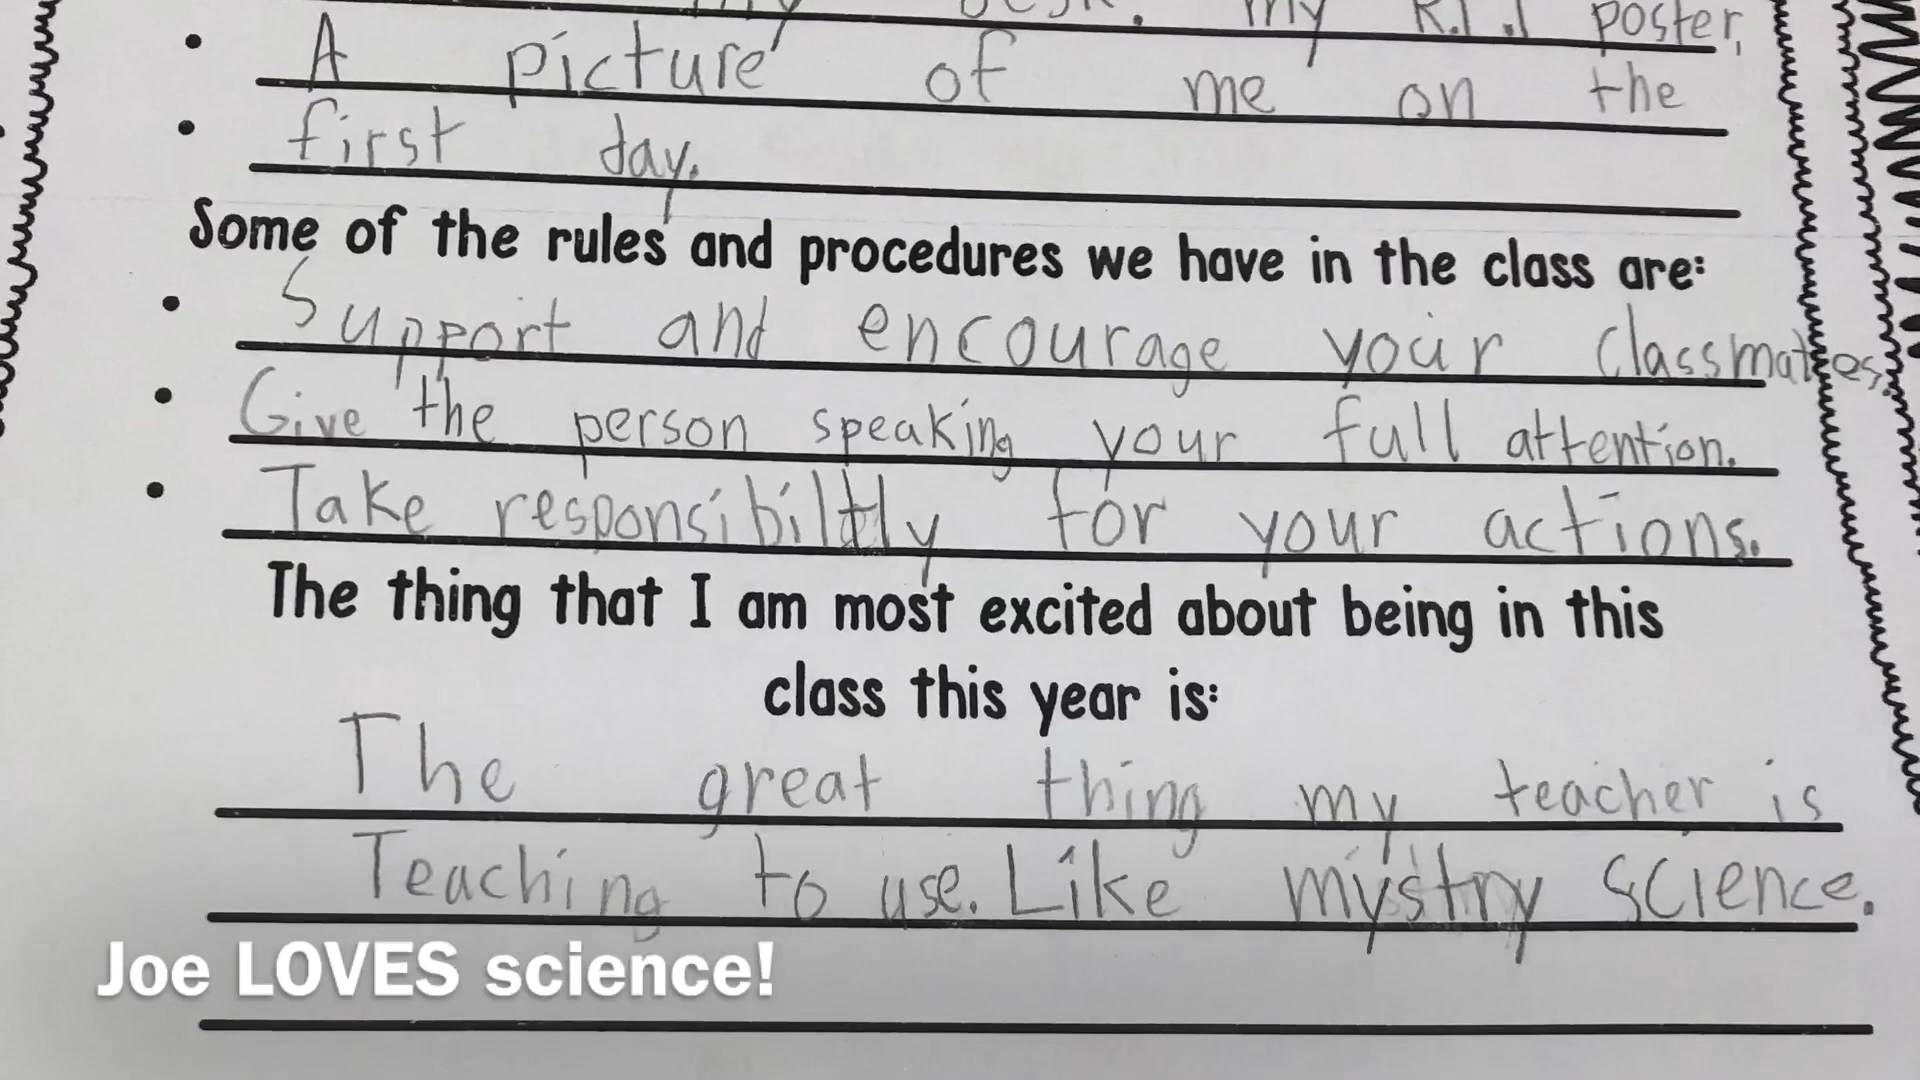 my desk. my R.I.J poster,
A picture of me on the
first day.
Some of the rules and procedures we have in the class are:
Support and encourage your classmates.
Give the person speaking your full attention.
Take responsibiltly for your actions.
The thing that I am most excited about being in this
class this year is:
The great thing my teacher is
Teaching to use. Like mystry science.
Joe LOVES science!